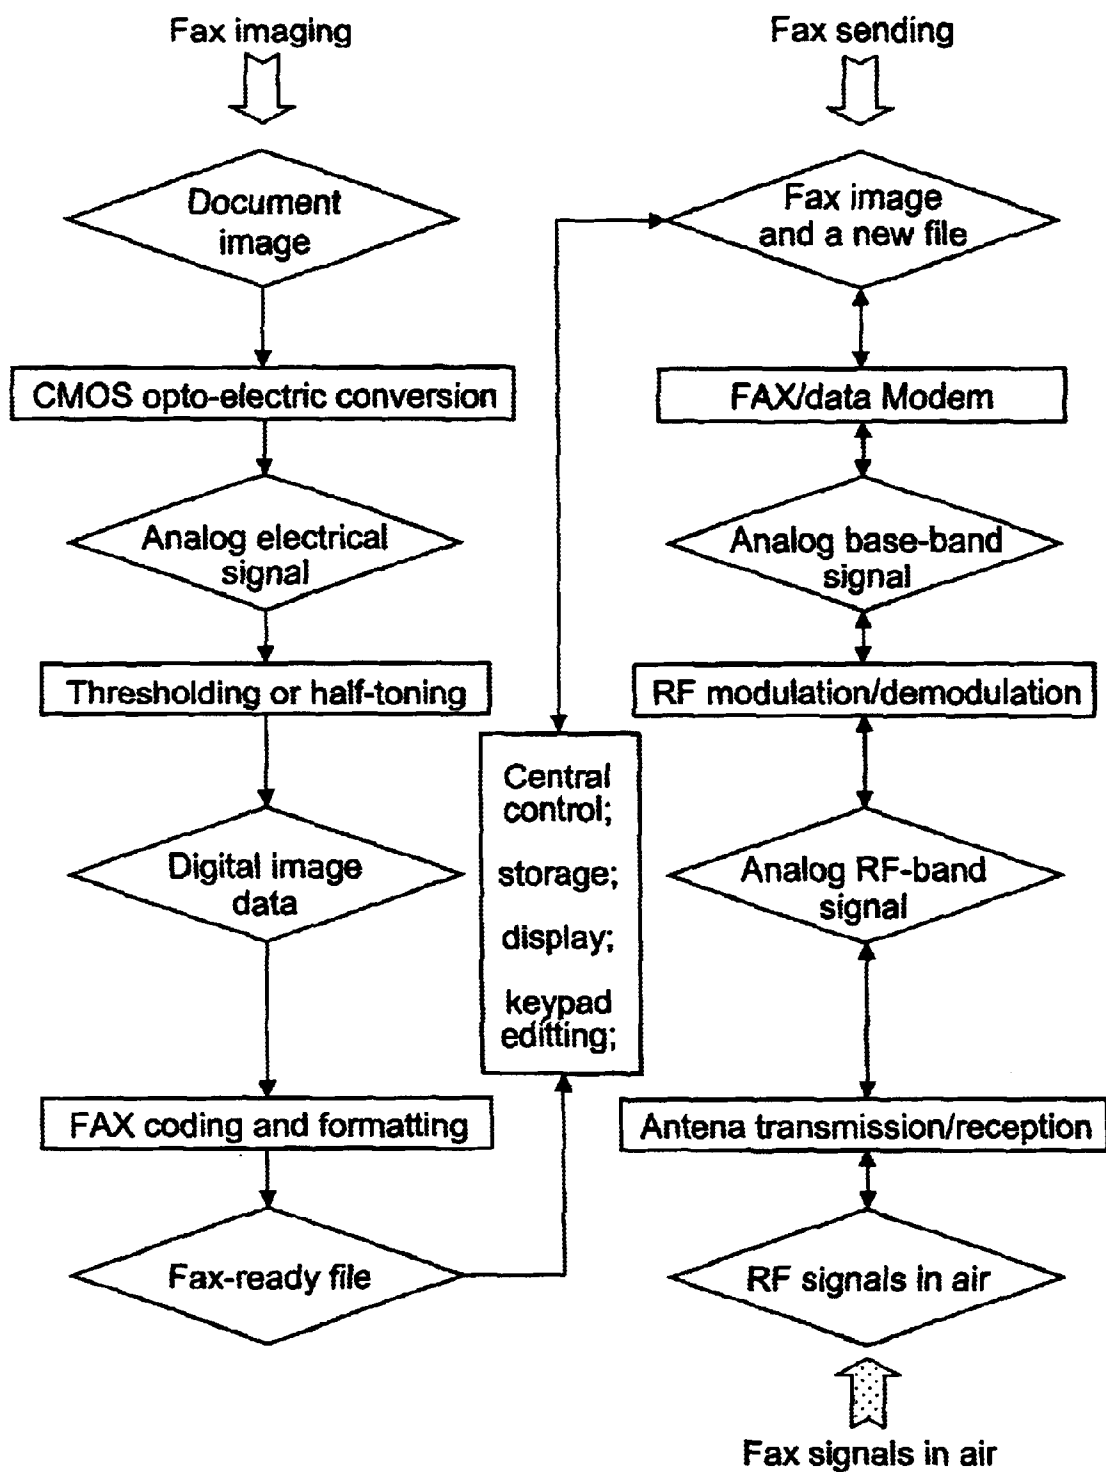 Fax imaging
Document
image
CMOS opto-electric conversion
Analog electrical
signal
Thresholding or half-toning
Digital image
data
FAX coding and formatting
Fax-ready file
Central
control;
storage;
display;
keypad
editting;
Fax sending
Fax image
and a new file
FAX/data Modem
Analog base-band
signal
RF modulation/demodulation
Analog RF-band
signal
Antena transmission/reception
RF signals in air
Fax signals in air